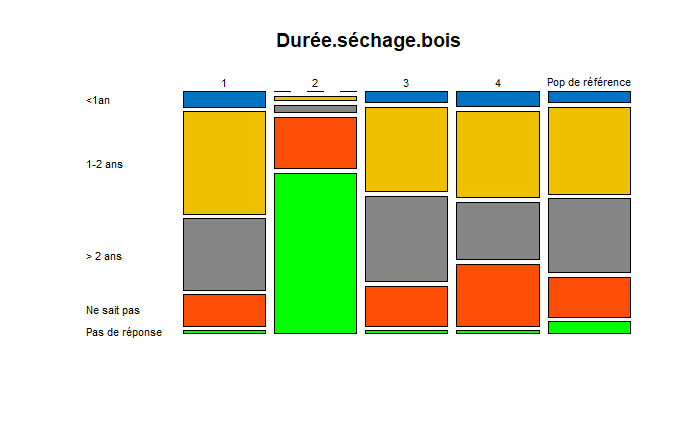 Durée.séchage.bois
1 2 3 4 Pop de référence
<1an
1-2 ans
> 2 ans
Ne sait pas
Pas de réponse